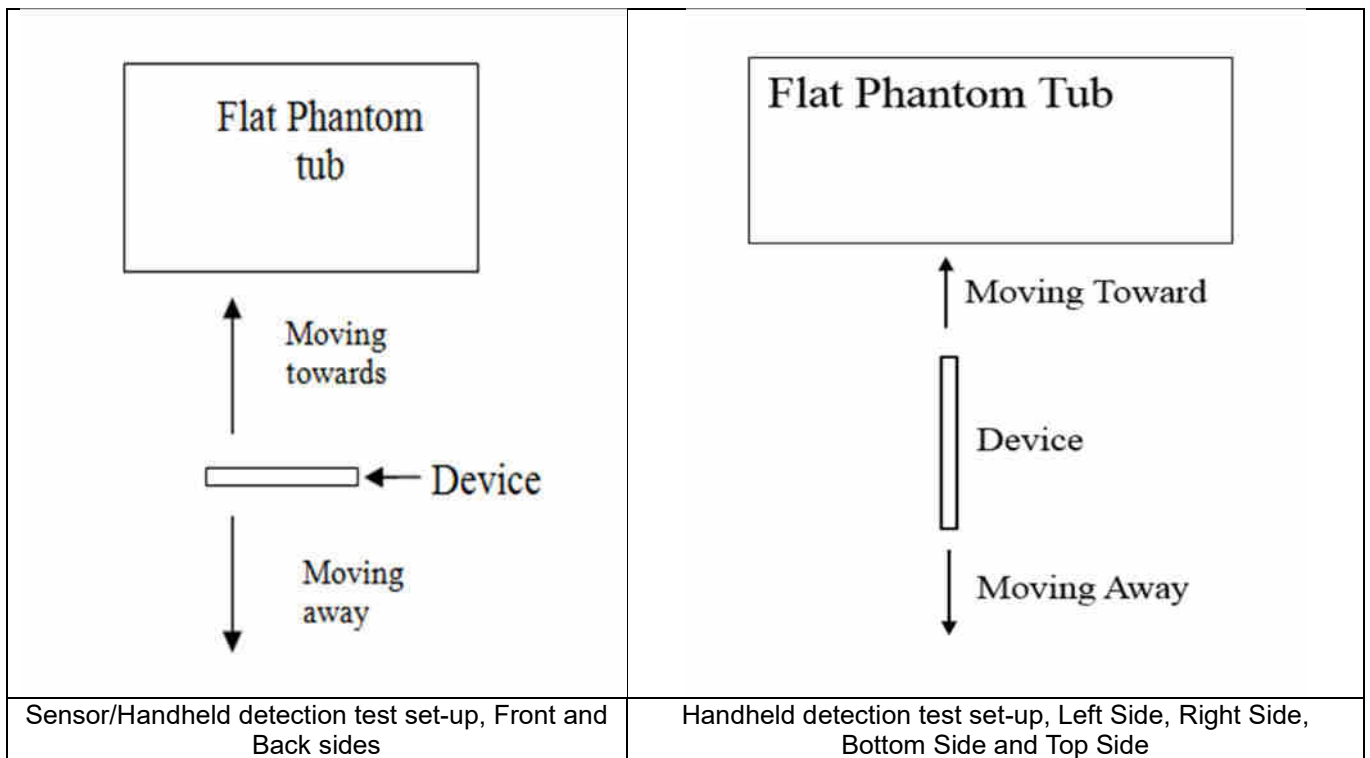 Flat Phantom
tub
Moving
towards
Device
Moving
away
Sensor/Handheld detection test set-up, Front and
Back sides
Flat Phantom Tub
Moving Toward
Device
Moving Away
Handheld detection test set-up, Left Side, Right Side,
Bottom Side and Top Side